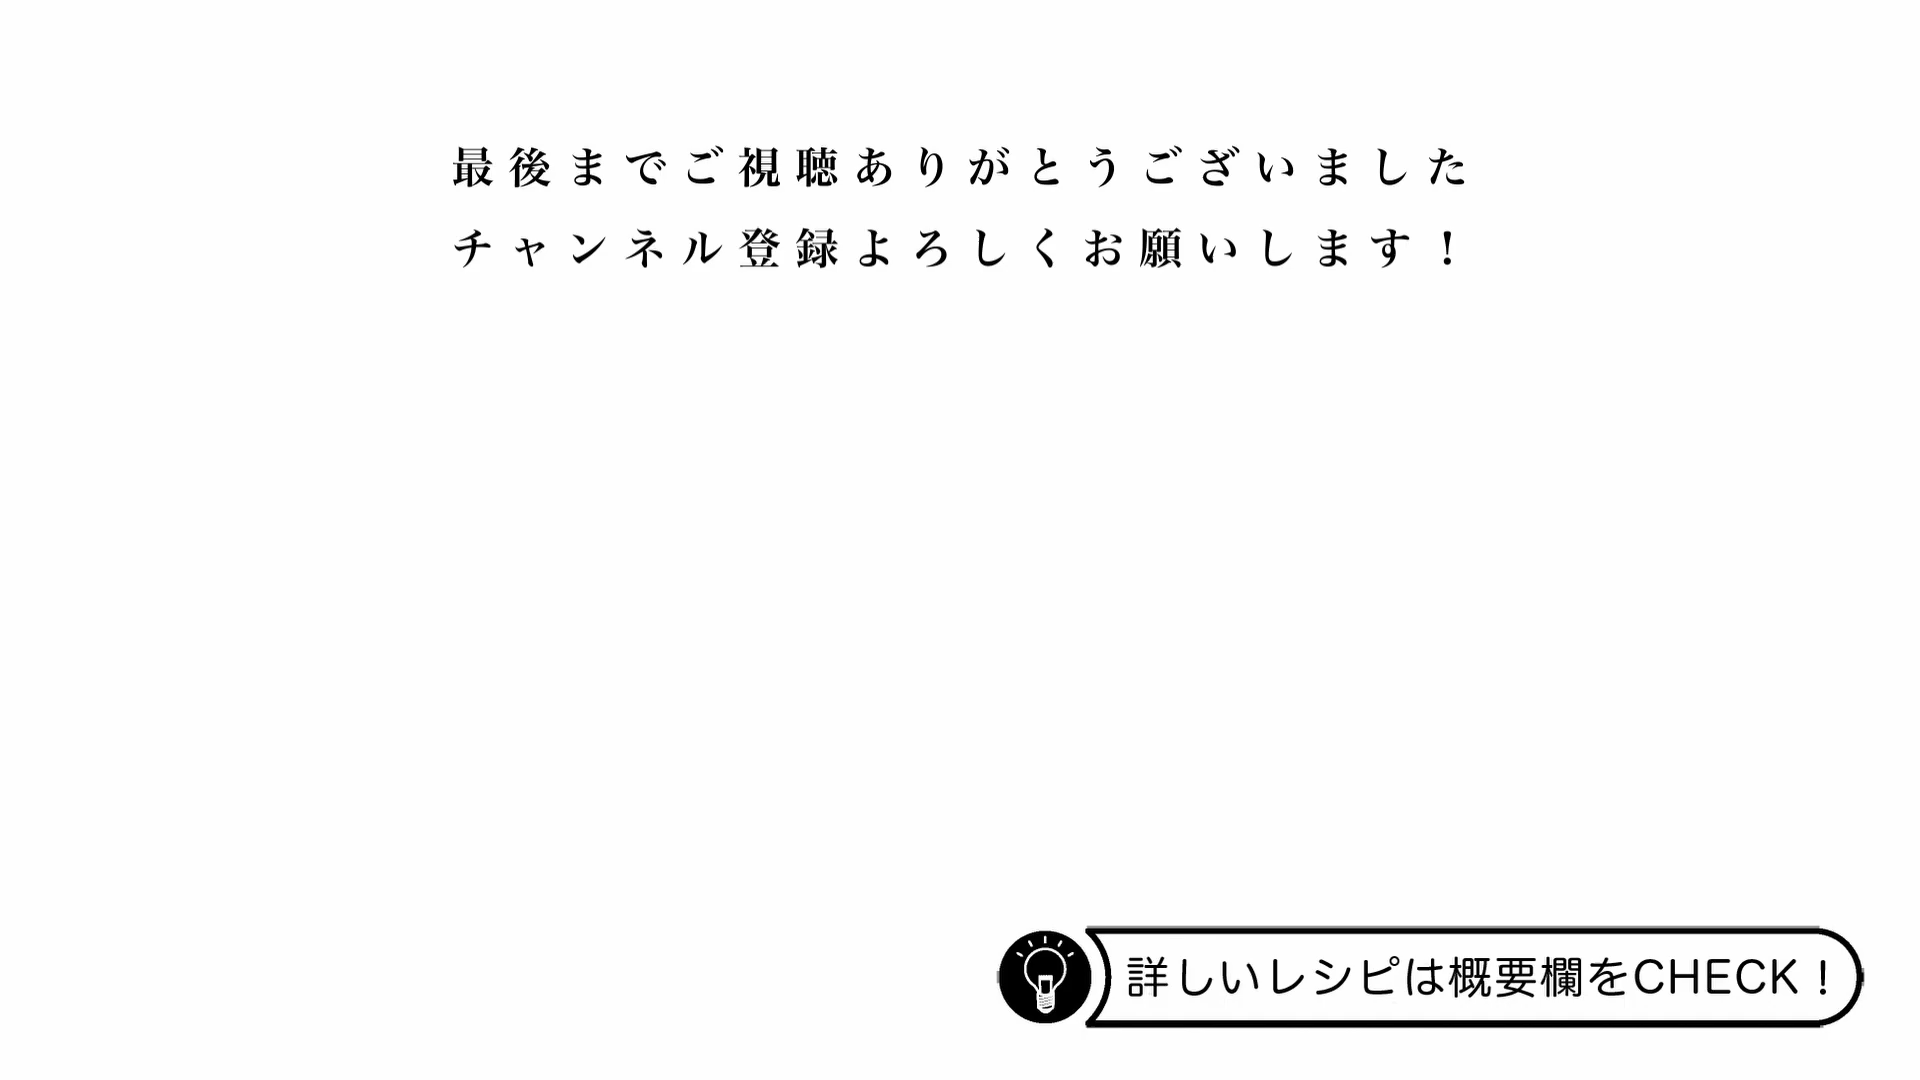 最後までご視聴ありがとうございました
チャンネル登録よろしくお願いします！
詳しいレシピは概要欄をCHECK！